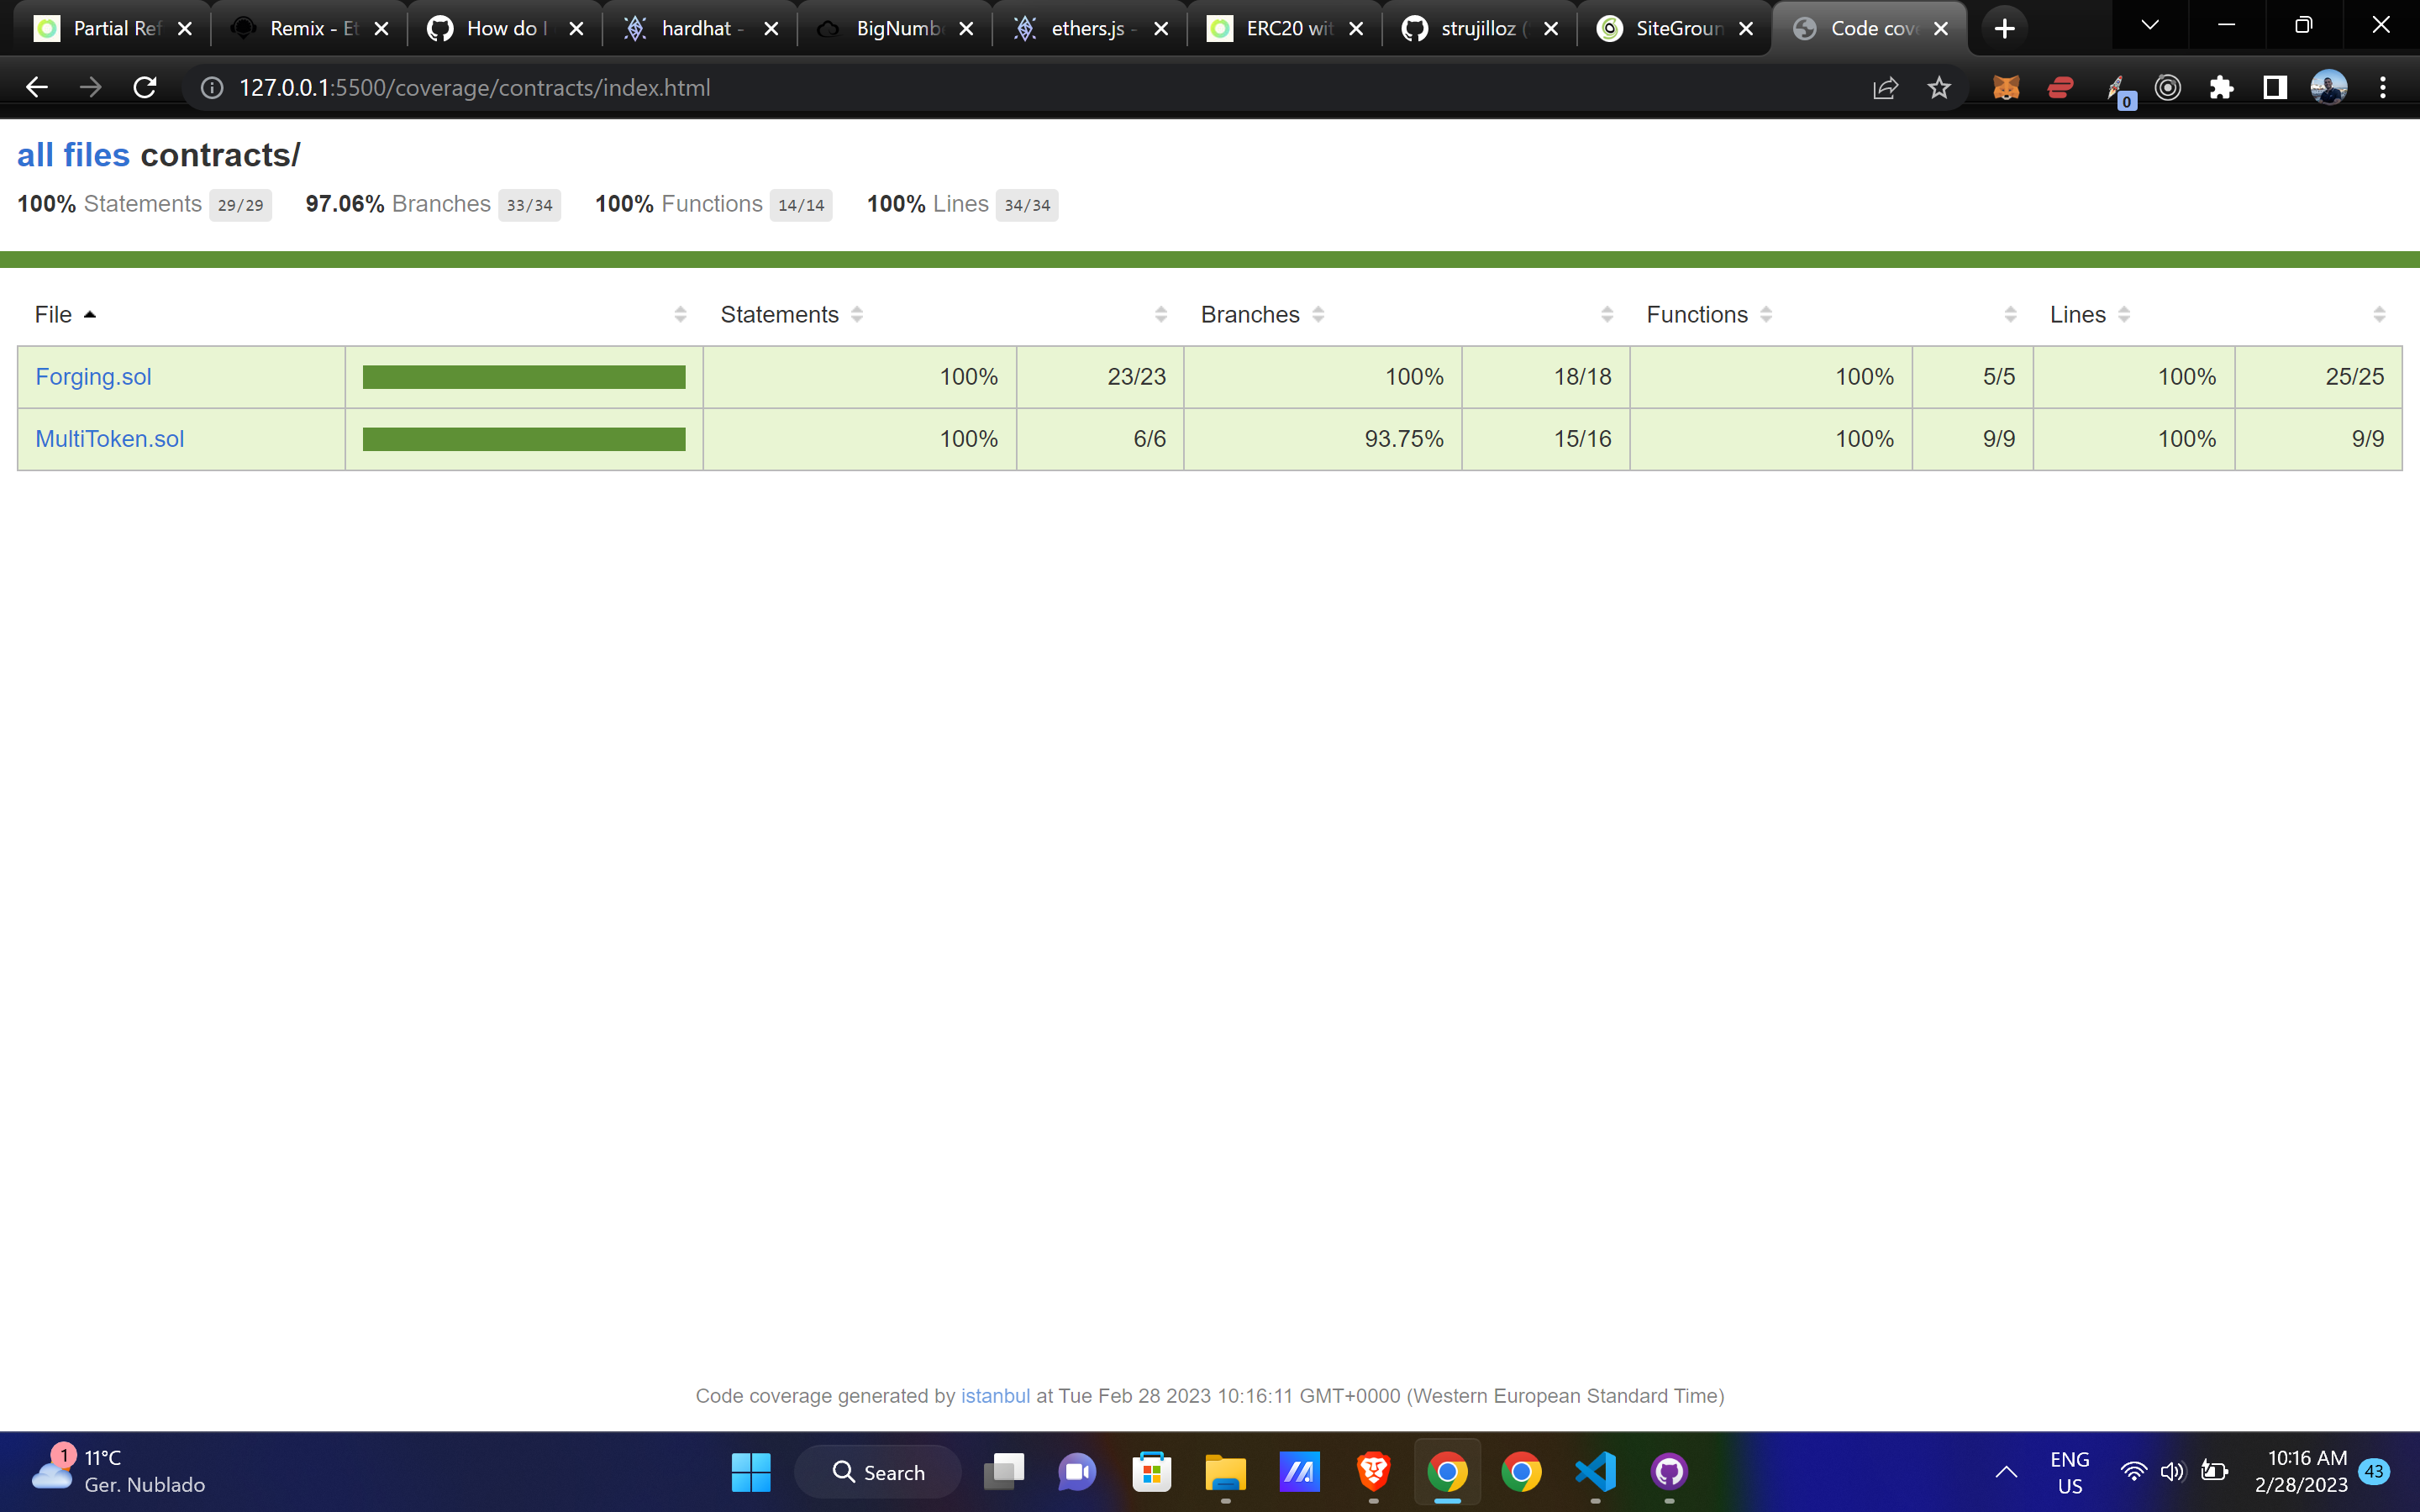 Partial Ref Remix - Et How do I hardhat - BigNumbe ethers.js - ERC20 wit strujilloz ( SiteGroun Code cove
127.0.0.1:5500/coverage/contracts/index.html
0
all files contracts/
100% Statements 29/29 97.06% Branches 33/34 100% Functions 14/14 100% Lines 34/34
File Statements Branches Functions Lines
Forging.sol 100% 23/23 100% 18/18 100% 5/5 100% 25/25
MultiToken.sol 100% 6/6 93.75% 15/16 100% 9/9 100% 9/9
Code coverage generated by istanbul at Tue Feb 28 2023 10:16:11 GMT+0000 (Western European Standard Time)
1 11°C
Ger. Nublado
Search
ENG
US
10:16 AM
2/28/2023
43